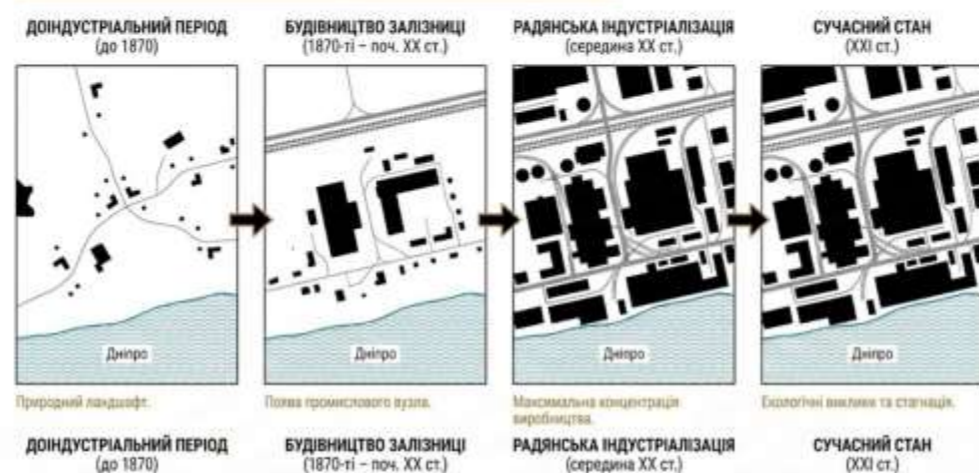 ДОІНДУСТРІАЛЬНИЙ ПЕРІОД
(до 1870)
БУДІВНИЦТВО ЗАЛІЗНИЦІ
(1870-ті – поч. XX ст.)
РАДЯНСЬКА ІНДУСТРІАЛІЗАЦІЯ
(середина XX ст.)
СУЧАСНИЙ СТАН
(XXI ст.)
Дніпро
Дніпро
Дніпро
Дніпро
Природний ландшафт.
Поява промислового вузла.
Максимальна концентрація
виробництва.
Екологічні виклики та стагнація.
ДОІНДУСТРІАЛЬНИЙ ПЕРІОД
(до 1870)
БУДІВНИЦТВО ЗАЛІЗНИЦІ
(1870-ті – поч. XX ст.)
РАДЯНСЬКА ІНДУСТРІАЛІЗАЦІЯ
(середина XX ст.)
СУЧАСНИЙ СТАН
(XXI ст.)